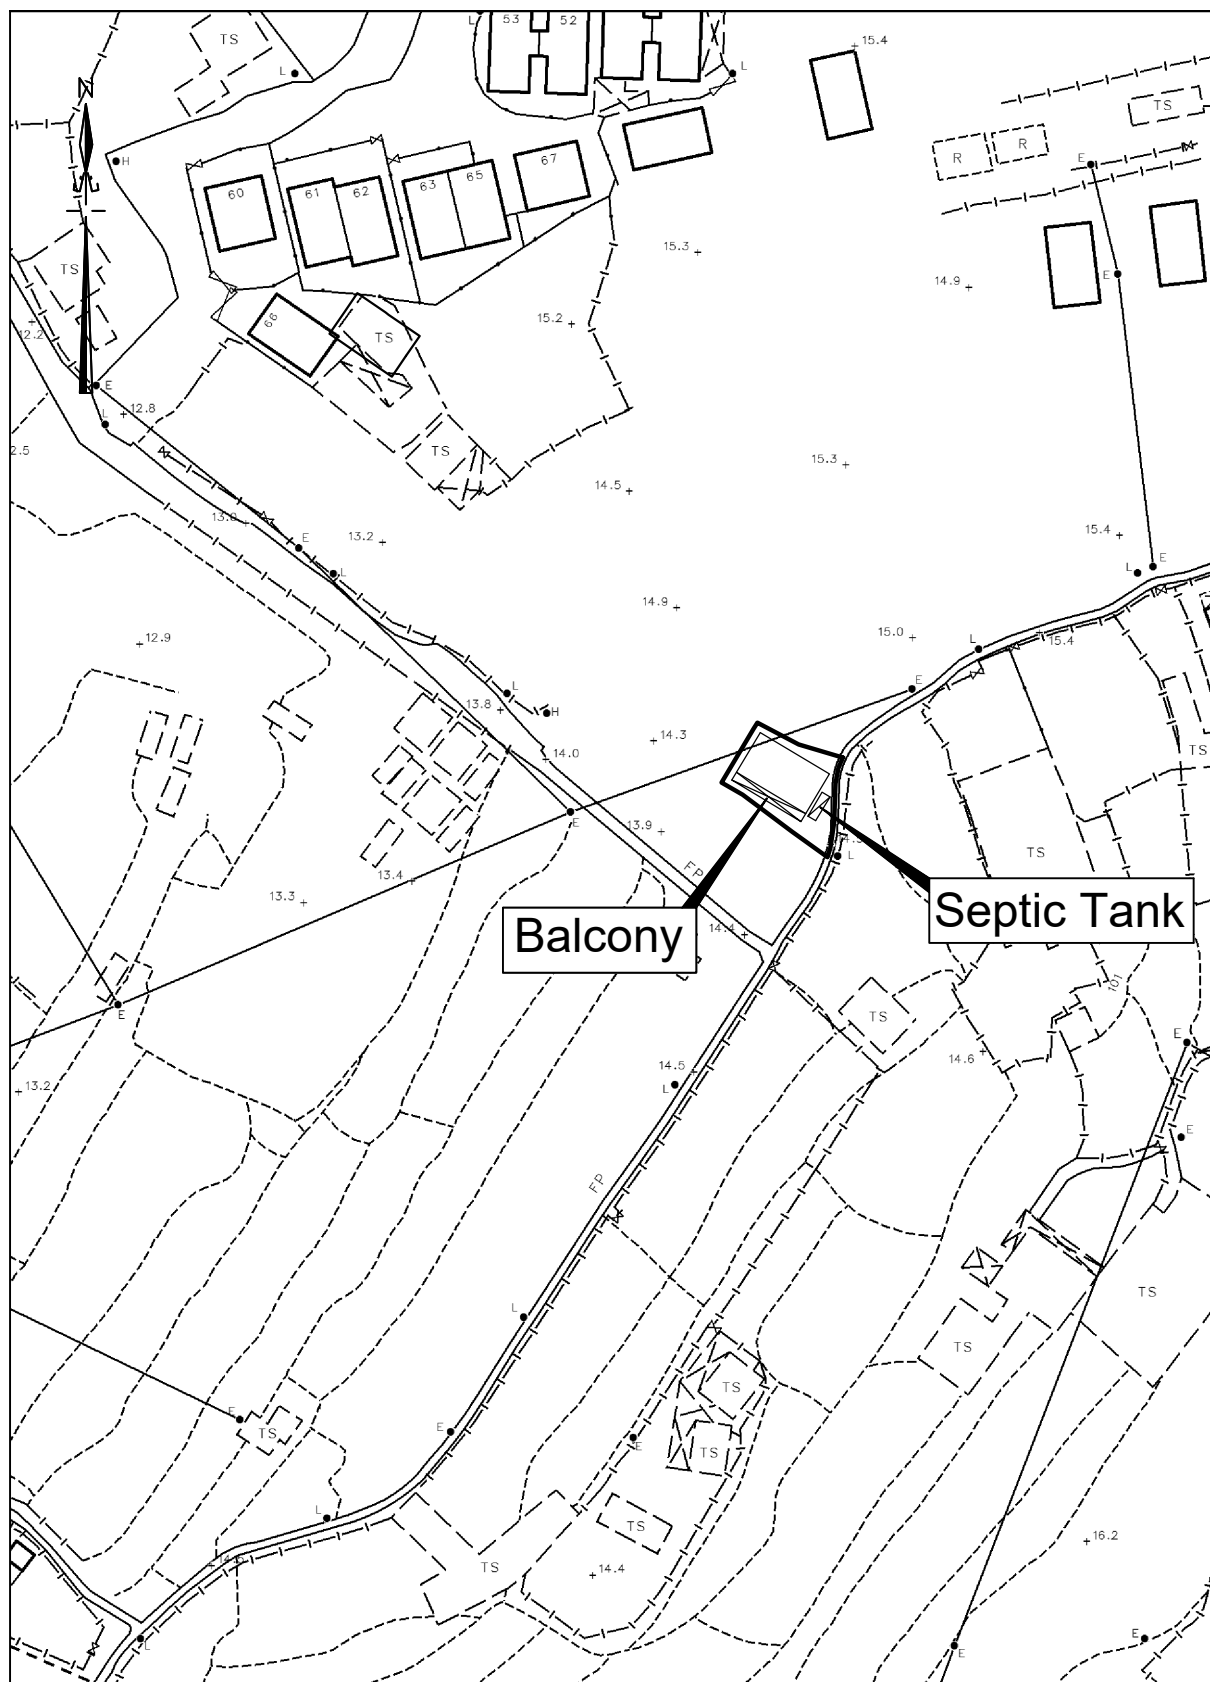 53 52
L
TS
15.4
L
L
TS
H
67
R
R
E
60
61
62
63
65
TS
15.3
14.9
E
66
TS
15.2
12.2
E
12.8
L
2.5
TS
15.3
14.5
13.0
13.2
E
L
15.4
L
E
14.9
12.9
15.0
L
15.4
E
L
13.8
H
14.3
14.0
TS
E
13.9
L
FP
TS
13.4
13.3
Balcony
Septic Tank
14.4
101
E
TS
E
14.6
13.2
14.5
L
E
FP
TS
L
TS
TS
E
TS
E
E
TS
L
TS
16.2
TS
14.4
L
E
E